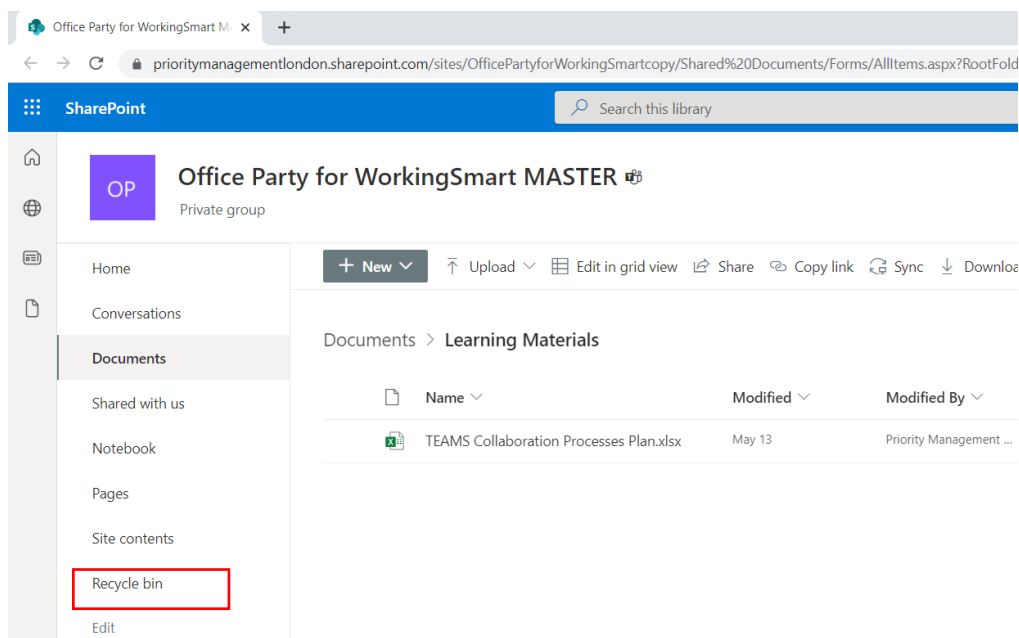 Office Party for WorkingSmart M
prioritymanagementlondon.sharepoint.com/sites/OfficePartyforWorkingSmartcopy/Shared%20Documents/Forms/AllItems.aspx?RootFold
SharePoint
Search this library
OP
Office Party for WorkingSmart MASTER
Private group
Home
Conversations
Documents
Shared with us
Notebook
Pages
Site contents
Recycle bin
Edit
+ New
Upload
Edit in grid view
Share
Copy link
Sync
Downloa
Documents > Learning Materials
Name
Modified
Modified By
TEAMS Collaboration Processes Plan.xlsx
May 13
Priority Management ...